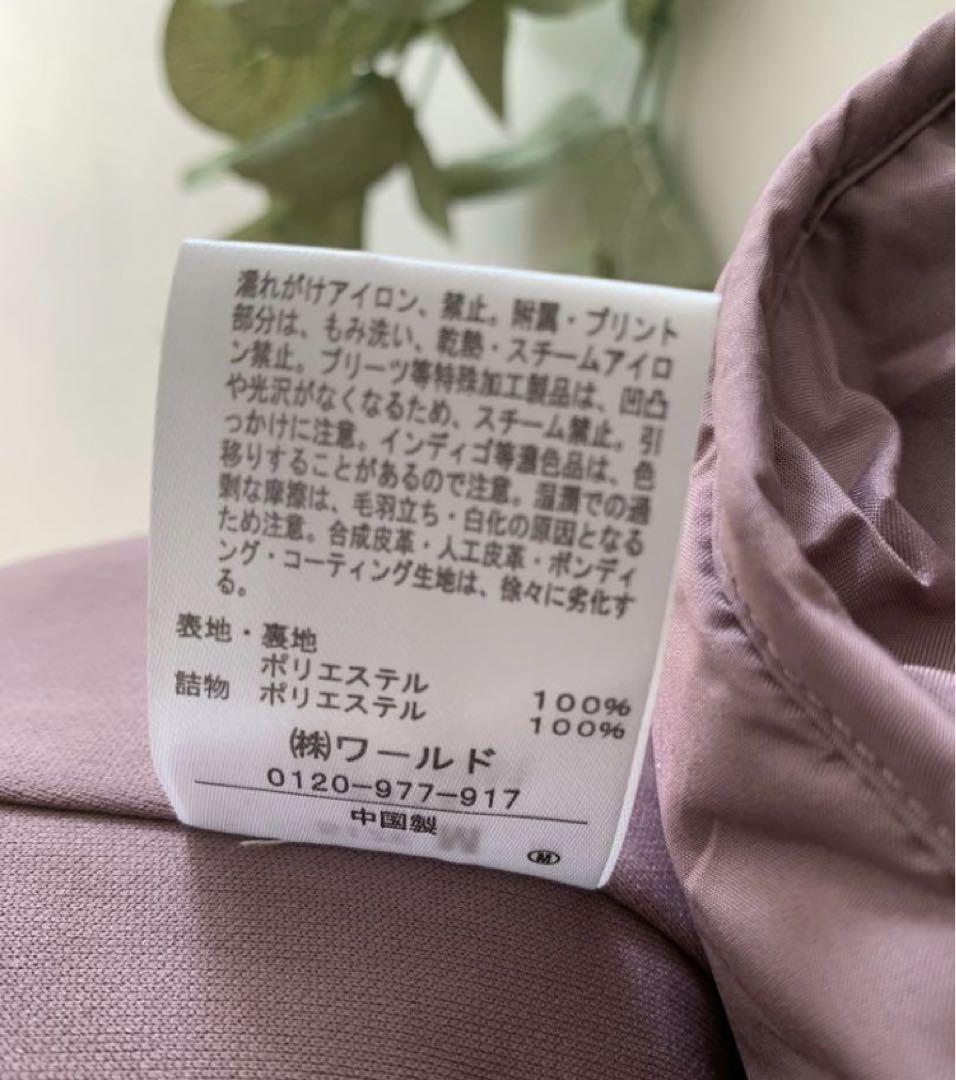 濡れがけアイロン、禁止。附属・プリント
部分は、もみ洗い、乾熱・スチームアイロ
ン禁止。プリーツ等特殊加工製品は、凹凸
や光沢がなくなるため、スチーム禁止。引
っかけに注意。インディゴ等濃色品は、色
移りすることがあるので注意。湿潤での過
剰な摩擦は、毛羽立ち・白化の原因となる
ため注意。合成皮革・人工皮革・ボンディ
ング・コーティング生地は、徐々に劣化す
る。
表地・裏地
ポリエステル 100%
詰物 ポリエステル 100%
㈱ワールド
0120-977-917
中国製
M